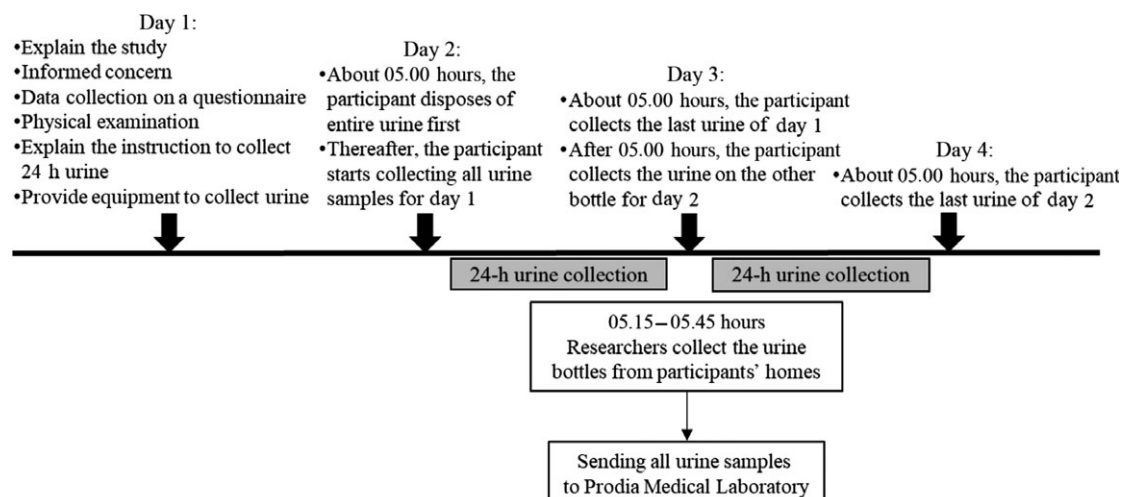 Day 1:
•Explain the study
•Informed concern
•Data collection on a questionnaire
•Physical examination
•Explain the instruction to collect
24 h urine
•Provide equipment to collect urine
Day 2:
•About 05.00 hours, the
participant disposes of
entire urine first
•Thereafter, the participant
starts collecting all urine
samples for day 1
Day 3:
•About 05.00 hours, the participant
collects the last urine of day 1
•After 05.00 hours, the participant
collects the urine on the other
bottle for day 2
Day 4:
•About 05.00 hours, the participant
collects the last urine of day 2
24-h urine collection
24-h urine collection
05.15–05.45 hours
Researchers collect the urine
bottles from participants’ homes
Sending all urine samples
to Prodia Medical Laboratory